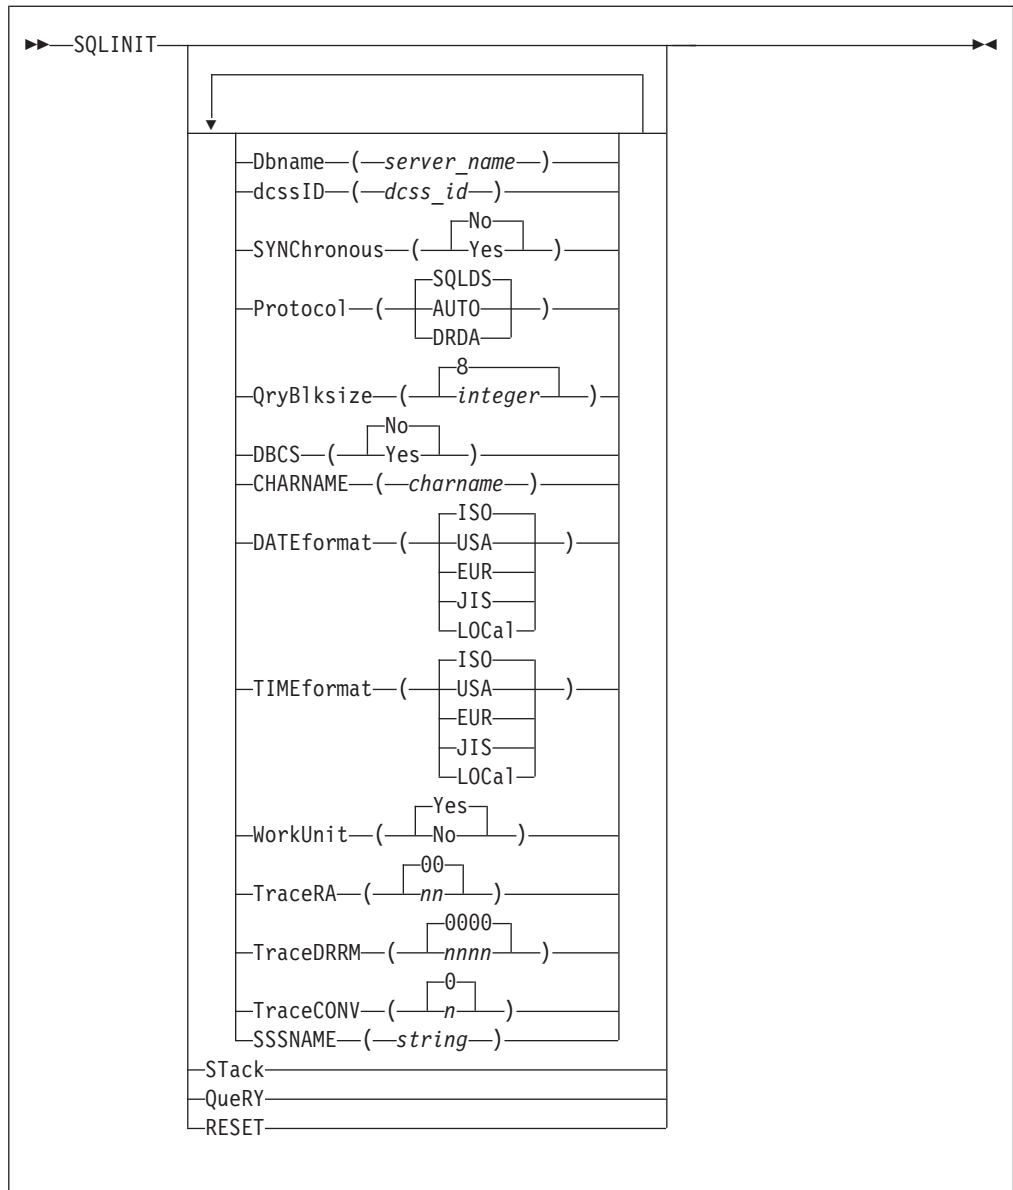 SQLINIT
Dbname ( server_name )
dcssID ( dcss_id )
No
SYNChronous ( Yes )
SQLDS
Protocol ( AUTO )
DRDA
8
QryBlksize ( integer )
No
DBCS ( Yes )
CHARNAME ( charname )
ISO
DATEformat ( USA )
EUR
JIS
LOCal
ISO
TIMEformat ( USA )
EUR
JIS
LOCal
Yes
WorkUnit ( No )
00
TraceRA ( nn )
0000
TraceDRRM ( nnnn )
0
TraceCONV ( n )
SSSNAME ( string )
STack
QueRY
RESET